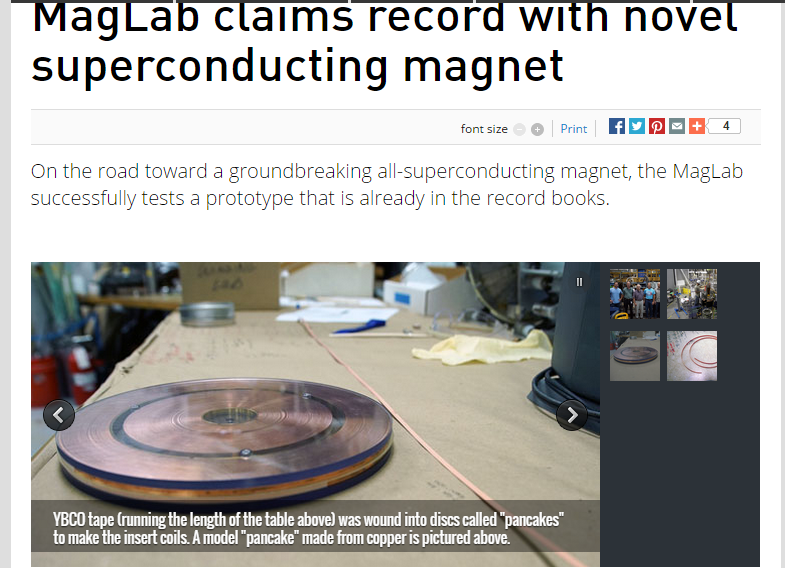 MagLab claims record with novel
superconducting magnet
font size
Print
4
On the road toward a groundbreaking all-superconducting magnet, the MagLab
successfully tests a prototype that is already in the record books.
YBCO tape (running the length of the table above) was wound into discs called "pancakes"
to make the insert coils. A model "pancake" made from copper is pictured above.